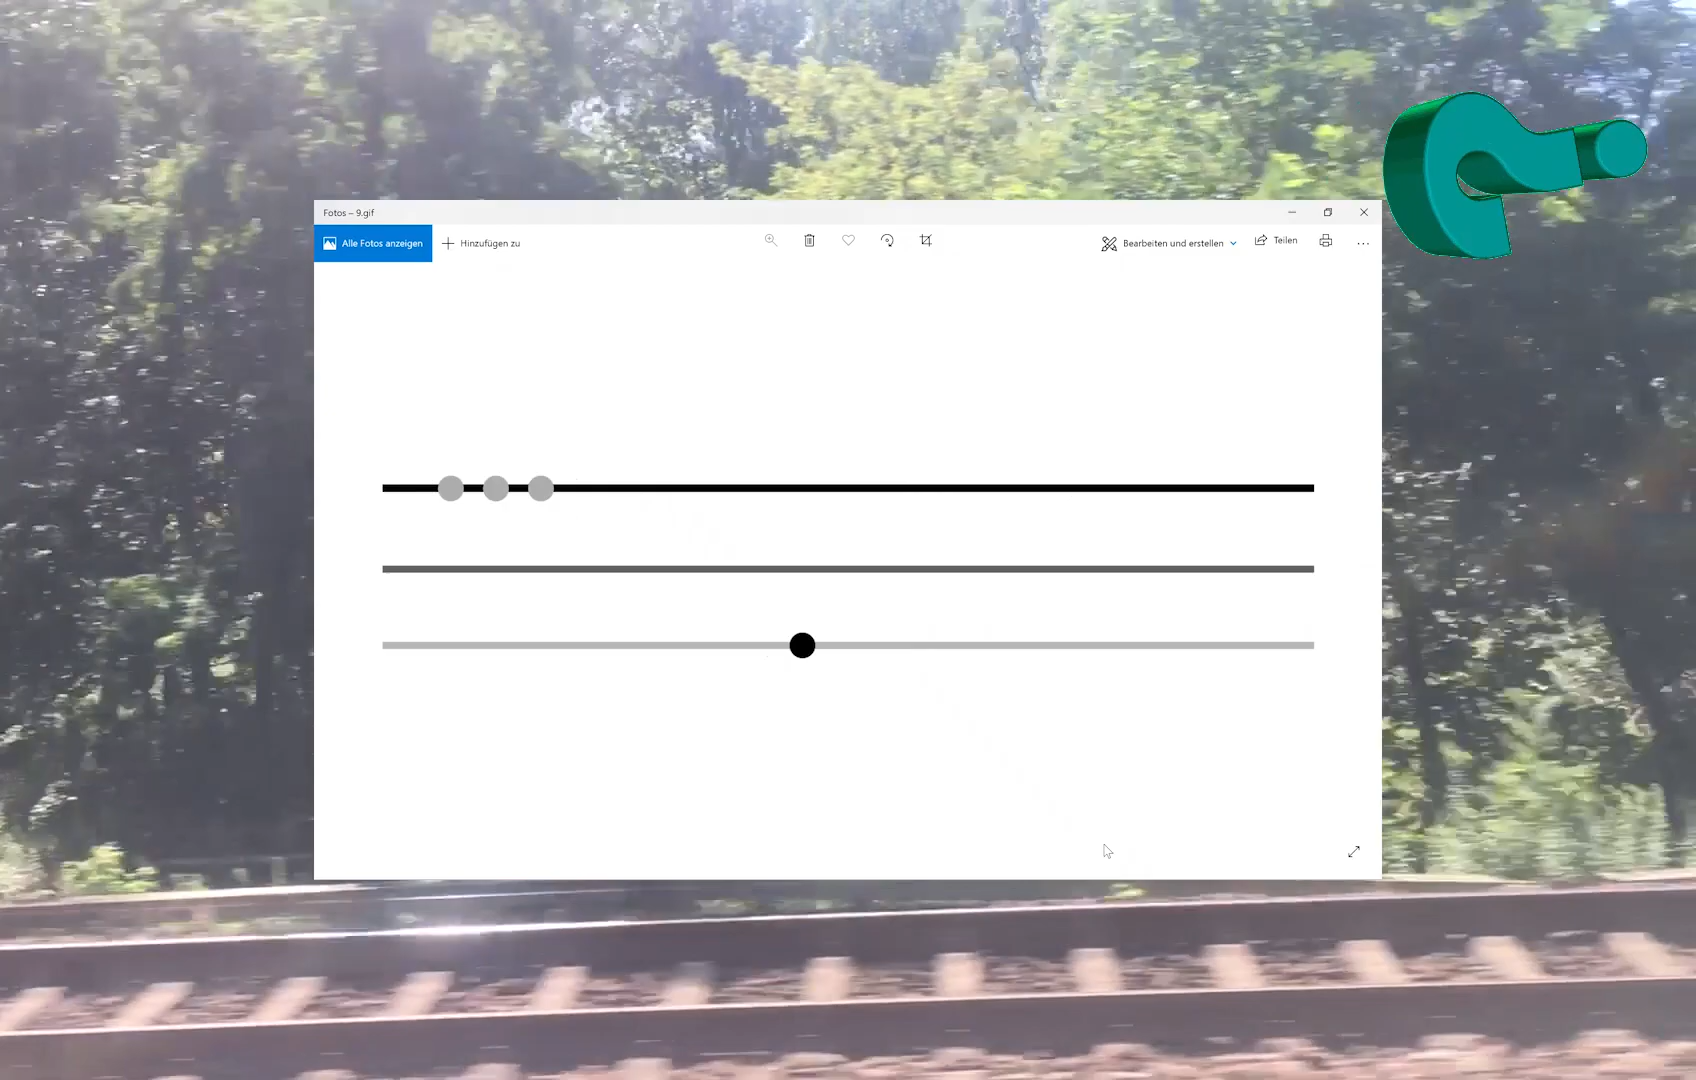 Fotos – 9.gif
Alle Fotos anzeigen
Hinzufügen zu
Bearbeiten und erstellen
Teilen
?